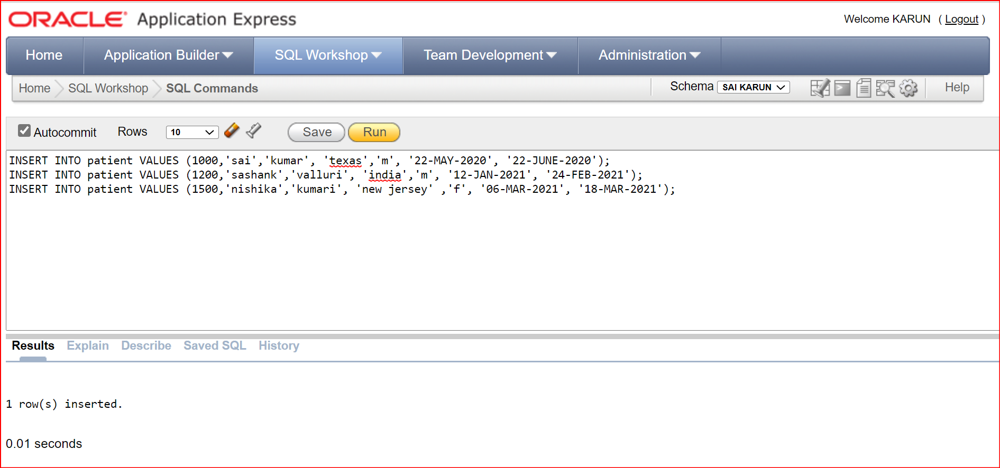 ORACLE® Application Express
Welcome KARUN ( Logout )
Home Application Builder SQL Workshop Team Development Administration
Home SQL Workshop SQL Commands Schema SAI KARUN Help
Autocommit Rows 10 Save Run
INSERT INTO patient VALUES (1000,'sai','kumar', 'texas','m', '22-MAY-2020', '22-JUNE-2020');
INSERT INTO patient VALUES (1200,'sashank','valluri', 'india','m', '12-JAN-2021', '24-FEB-2021');
INSERT INTO patient VALUES (1500,'nishika','kumari', 'new jersey' ,'f', '06-MAR-2021', '18-MAR-2021');
Results Explain Describe Saved SQL History
1 row(s) inserted.
0.01 seconds